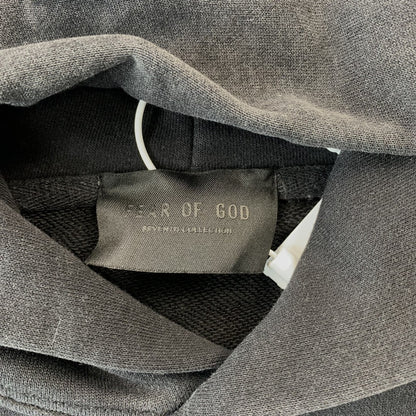 FEAR OF GOD
SEVENTH COLLECTION